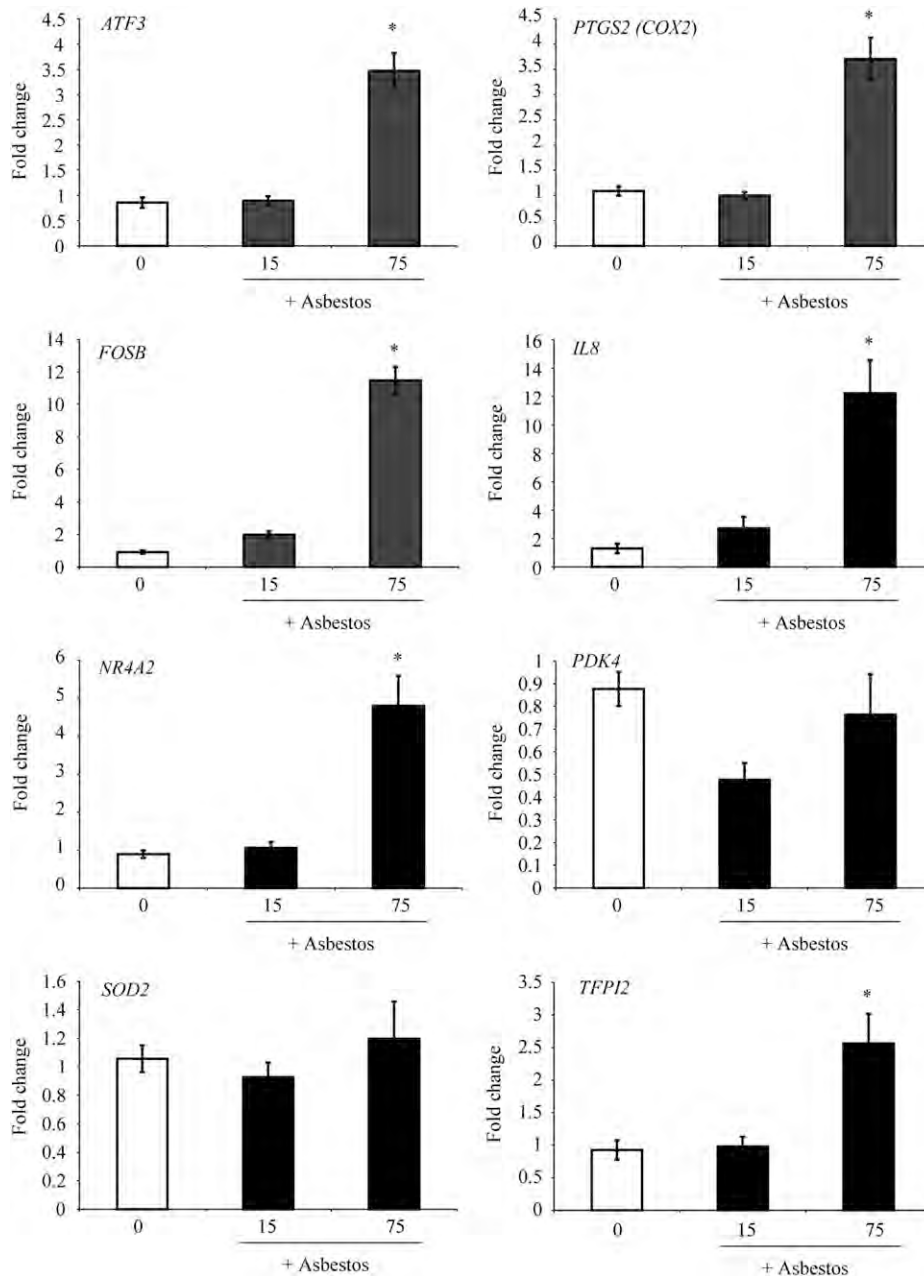 ATF3
*
Fold change
4.5
4
3.5
3
2.5
2
1.5
1
0.5
0
0 15 75
+ Asbestos
PTGS2 (COX2)
*
Fold change
4.5
4
3.5
3
4.5
2
1.5
1
0.5
0
0 15 75
+ Asbestos
FOSB
*
Fold change
14
12
10
8
6
4
2
0
0 15 75
+ Asbestos
IL8
*
Fold change
16
14
12
10
8
6
4
2
0
0 15 75
+ Asbestos
NR4A2
*
Fold change
6
5
4
3
2
1
0
0 15 75
+ Asbestos
PDK4
Fold change
1
0.9
0.8
0.7
0.6
0.5
0.4
0.3
0.2
0.1
0
0 15 75
+ Asbestos
SOD2
Fold change
1.6
1.4
1.2
1
0.8
0.6
0.4
0.2
0
0 15 75
+ Asbestos
TFPI2
*
Fold change
3.5
3
2.5
2
1.5
1
0.5
0
0 15 75
+ Asbestos